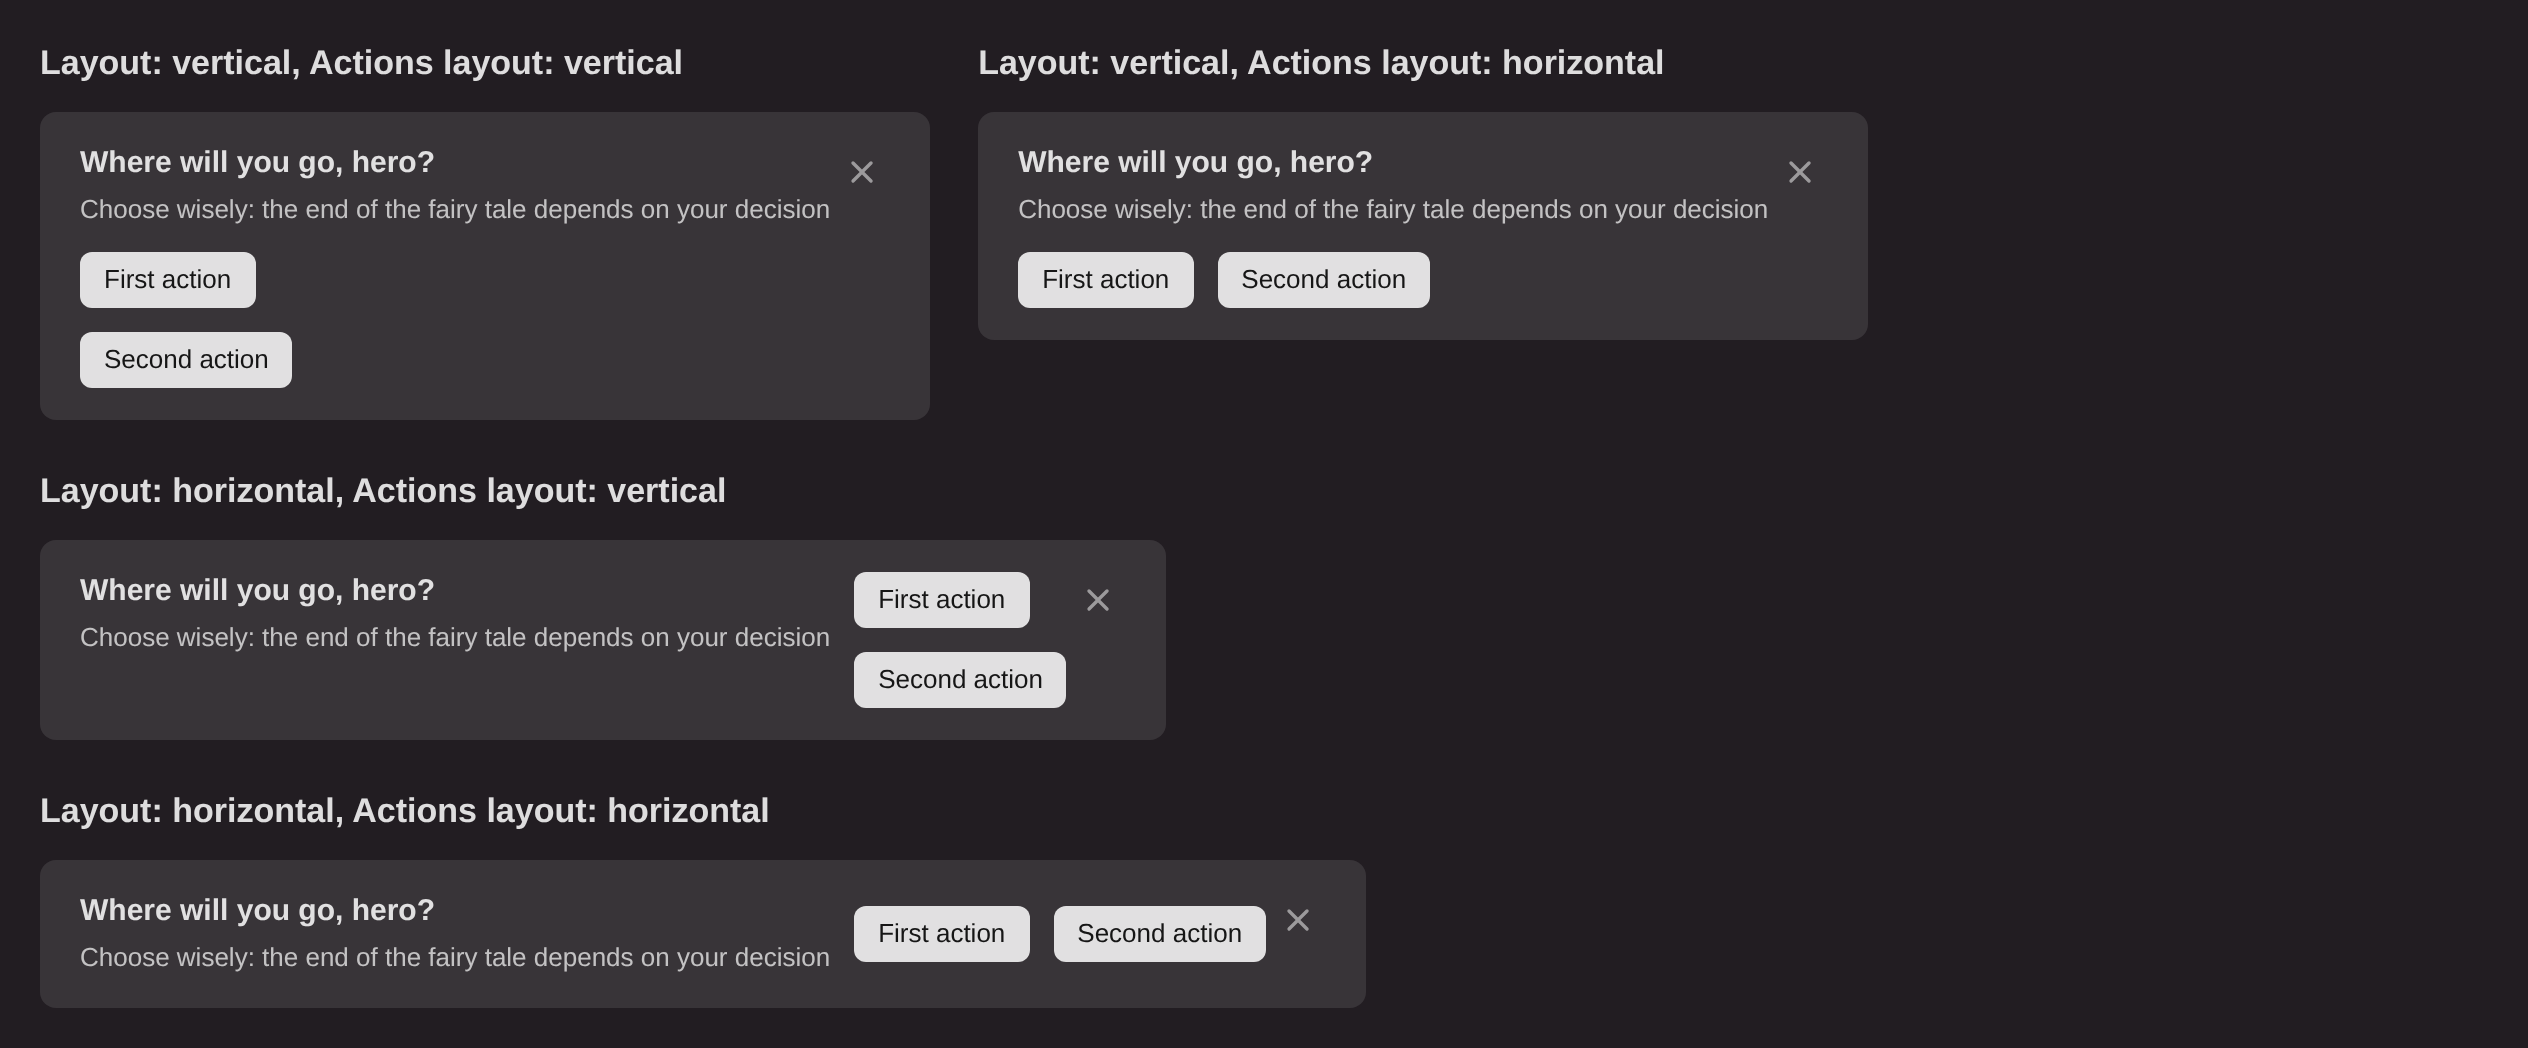 Layout: vertical, Actions layout: vertical
Where will you go, hero?
Choose wisely: the end of the fairy tale depends on your decision
First action
Second action
Layout: vertical, Actions layout: horizontal
Where will you go, hero?
Choose wisely: the end of the fairy tale depends on your decision
First action Second action
Layout: horizontal, Actions layout: vertical
Where will you go, hero?
Choose wisely: the end of the fairy tale depends on your decision
First action
Second action
Layout: horizontal, Actions layout: horizontal
Where will you go, hero?
Choose wisely: the end of the fairy tale depends on your decision
First action Second action